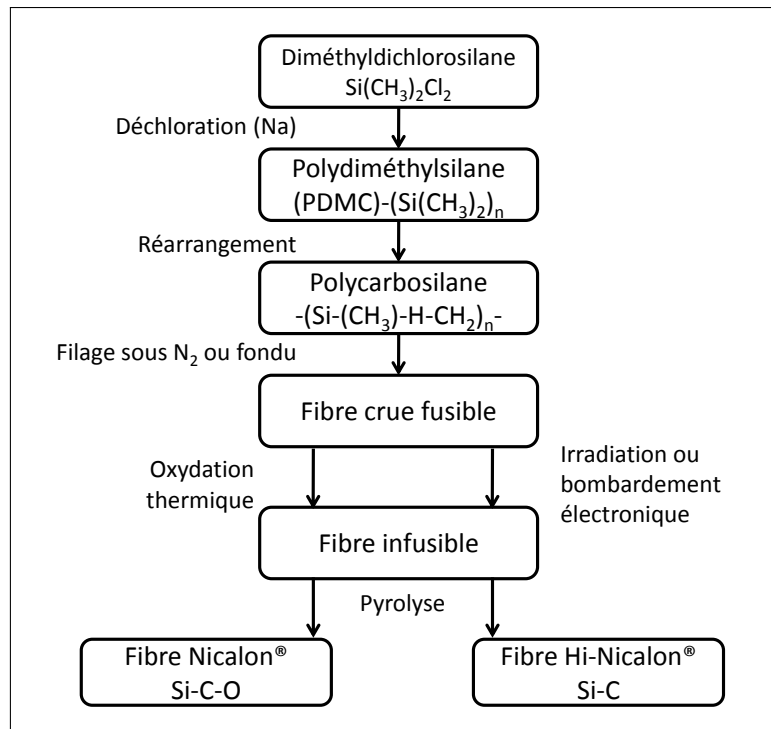 Diméthyldichlorosilane
Si(CH₃)₂Cl₂
Déchloration (Na)
Polydiméthylsilane
(PDMC)-(Si(CH₃)₂)ₙ
Réarrangement
Polycarbosilane
-(Si-(CH₃)-H-CH₂)ₙ-
Filage sous N₂ ou fondu
Fibre crue fusible
Oxydation
thermique
Irradiation ou
bombardement
électronique
Fibre infusible
Pyrolyse
Fibre Nicalon®
Si-C-O
Fibre Hi-Nicalon®
Si-C